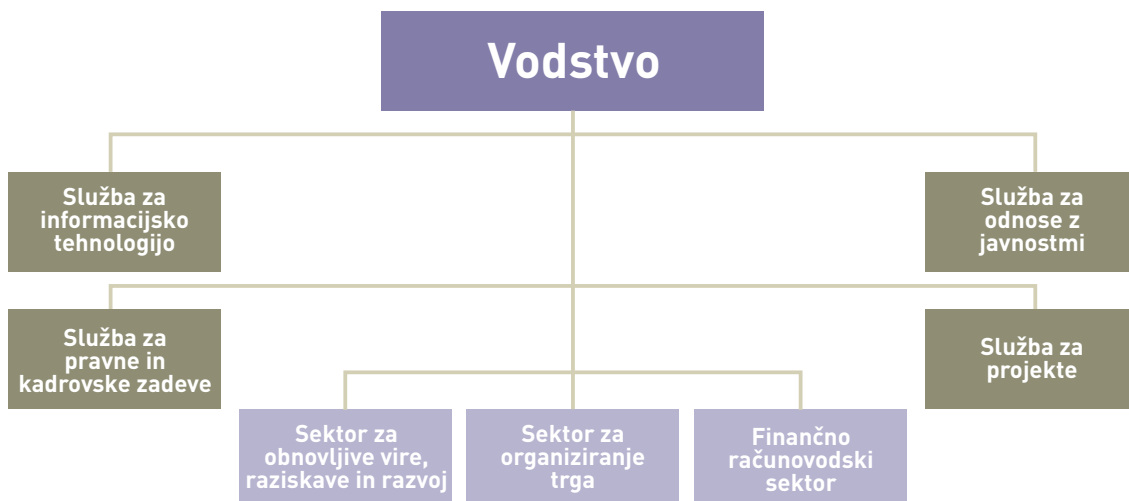 Vodstvo
Služba za
informacijsko
tehnologijo
Služba za
odnose z
javnostmi
Služba za
pravne in
kadrovske zadeve
Služba za
projekte
Sektor za
obnovljive vire,
raziskave in razvoj
Sektor za
organiziranje
trga
Finančno
računovodski
sektor